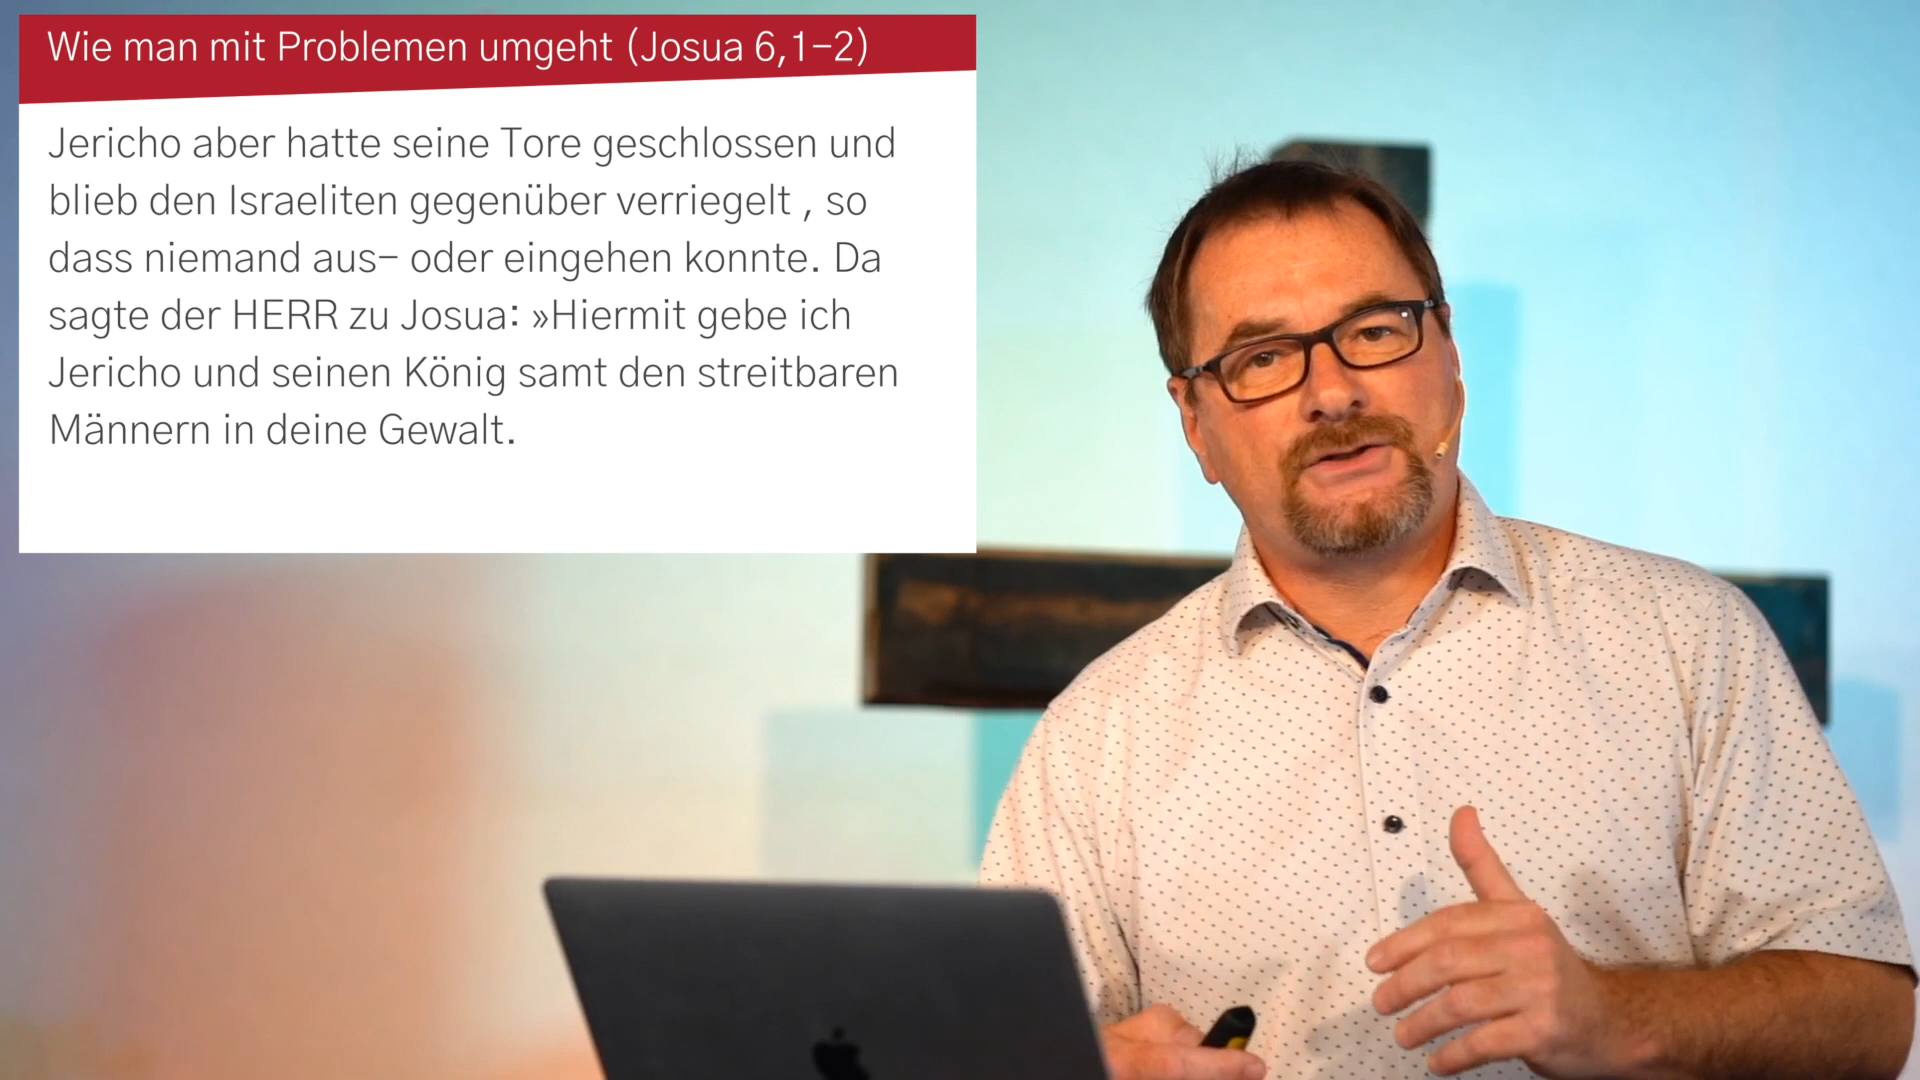 Wie man mit Problemen umgeht (Josua 6,1-2)
Jericho aber hatte seine Tore geschlossen und
blieb den Israeliten gegenüber verriegelt , so
dass niemand aus- oder eingehen konnte. Da
sagte der HERR zu Josua: »Hiermit gebe ich
Jericho und seinen König samt den streitbaren
Männern in deine Gewalt.